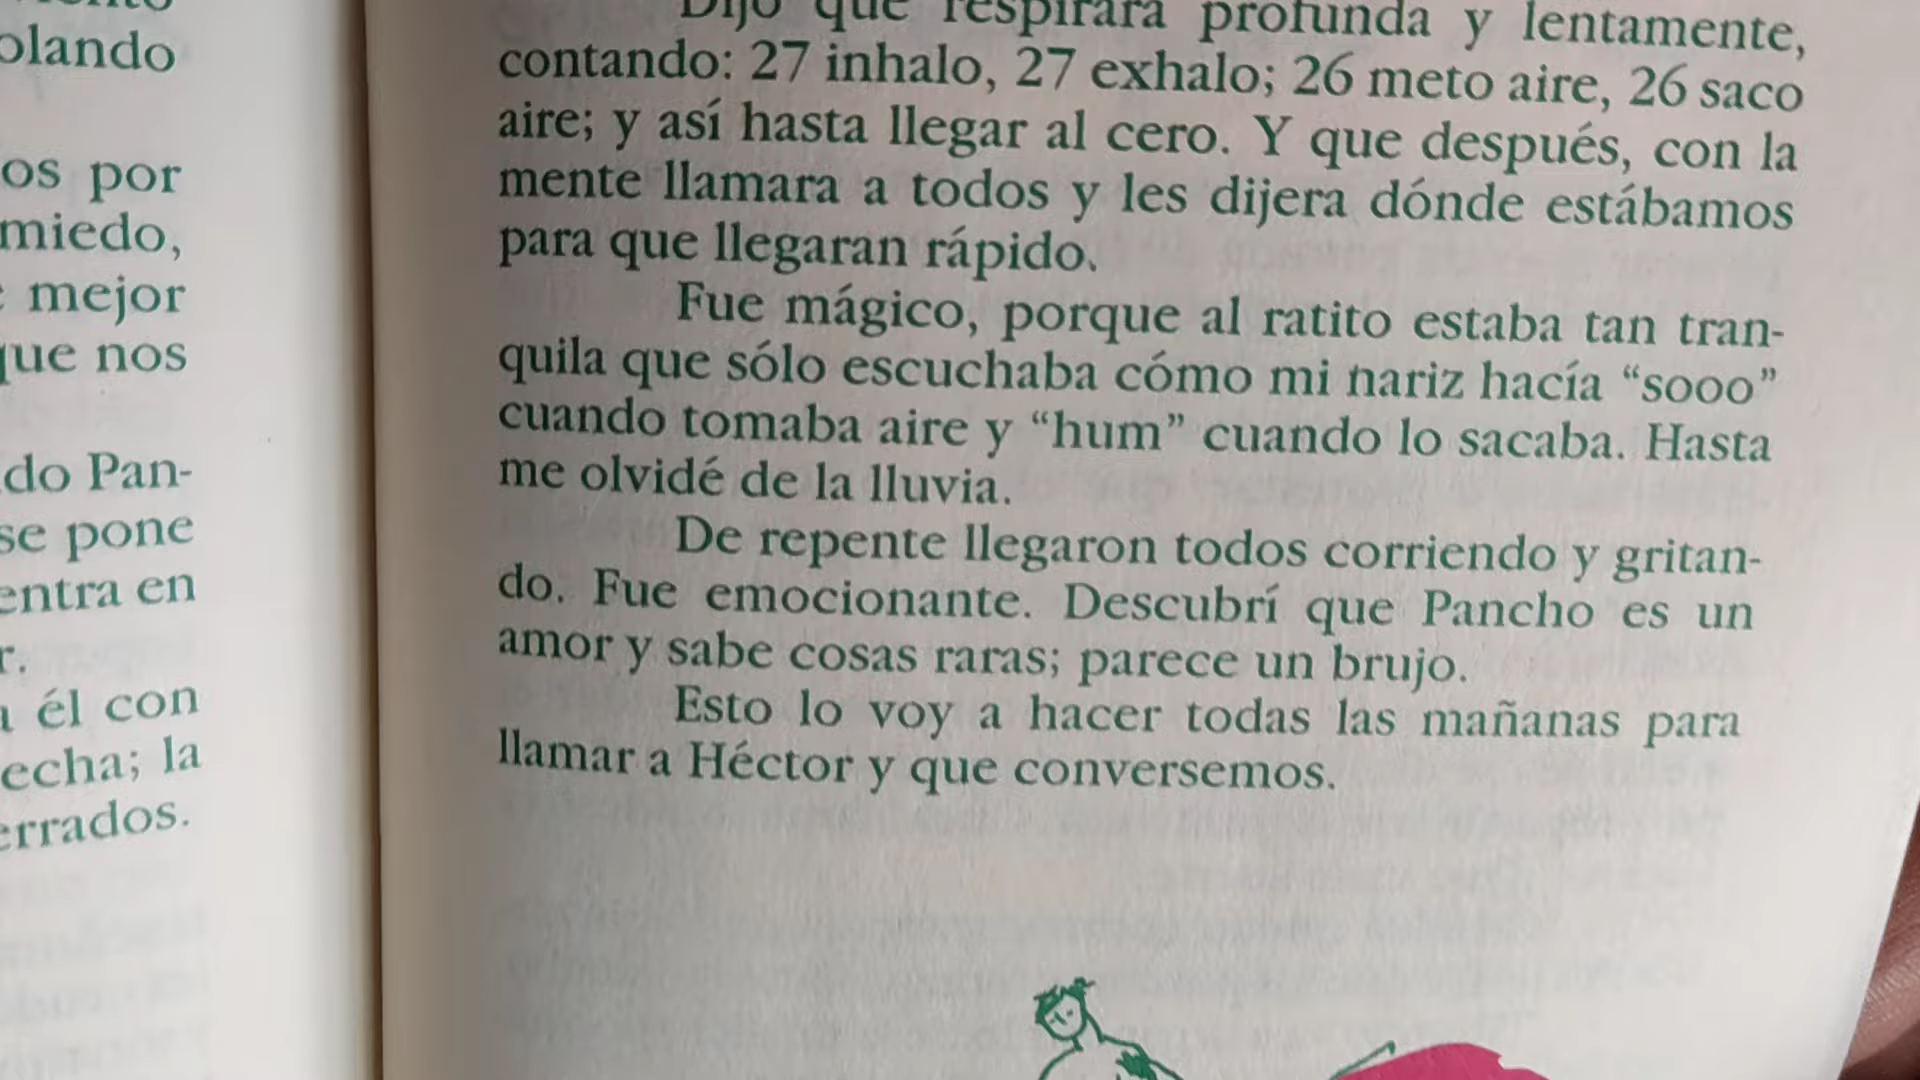 olando
os por
miedo,
mejor
que nos
do Pan-
se pone
entra en
r.
él con
echa; la
errados.
Dijo que respirara profunda y lentamente,
contando: 27 inhalo, 27 exhalo; 26 meto aire, 26 saco
aire; y así hasta llegar al cero. Y que después, con la
mente llamara a todos y les dijera dónde estábamos
para que llegaran rápido.
Fue mágico, porque al ratito estaba tan tran-
quila que sólo escuchaba cómo mi nariz hacía “sooo”
cuando tomaba aire y “hum” cuando lo sacaba. Hasta
me olvidé de la lluvia.
De repente llegaron todos corriendo y gritan-
do. Fue emocionante. Descubrí que Pancho es un
amor y sabe cosas raras; parece un brujo.
Esto lo voy a hacer todas las mañanas para
llamar a Héctor y que conversemos.